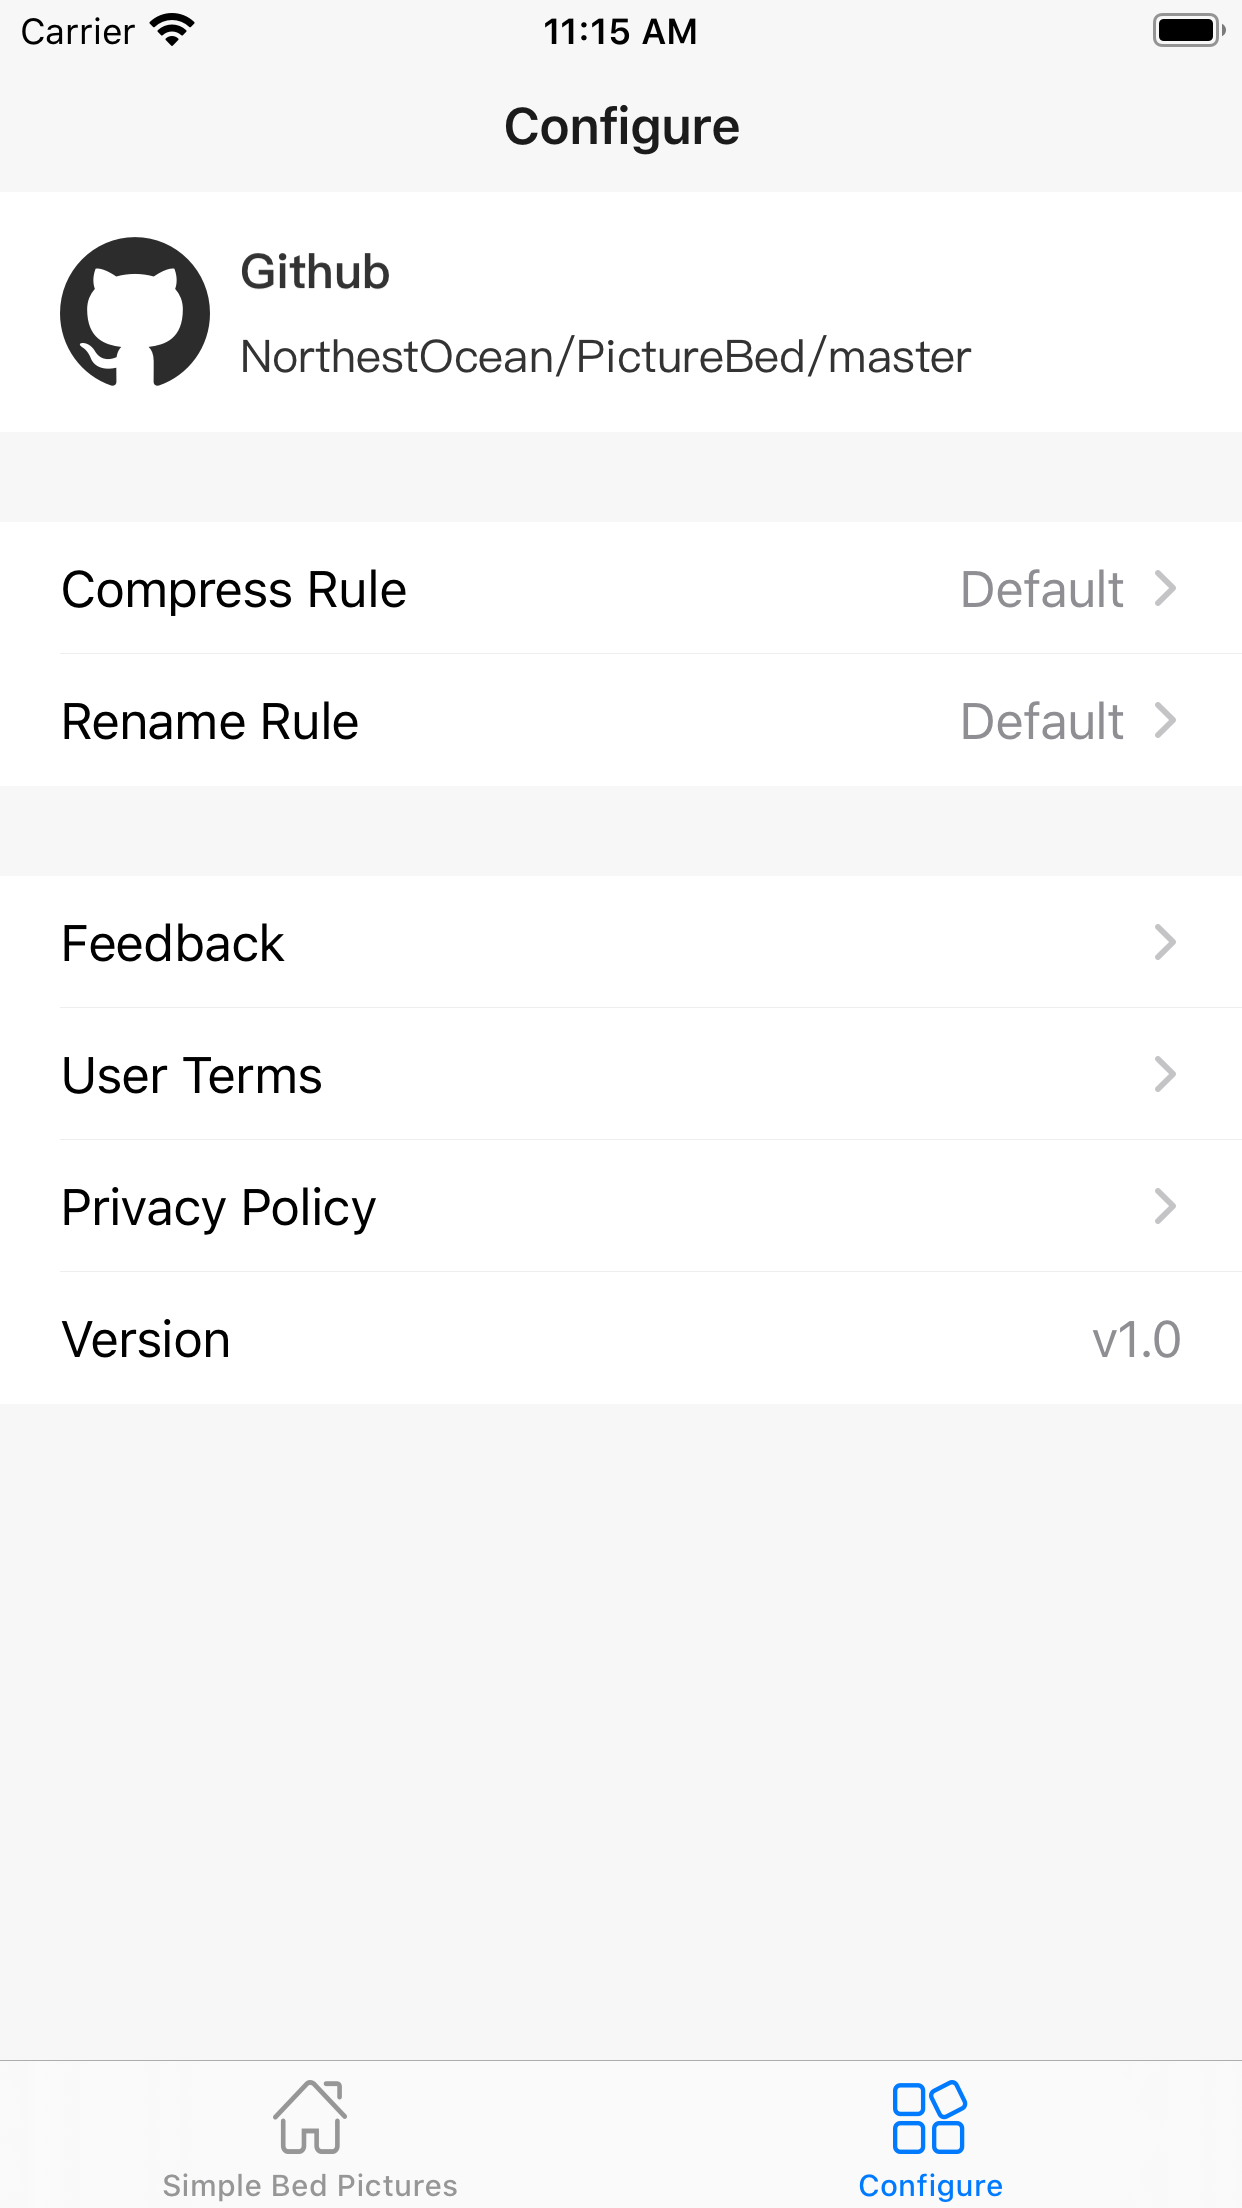 Carrier 11:15 AM
Configure
Github
NorthestOcean/PictureBed/master
Compress Rule Default
Rename Rule Default
Feedback
User Terms
Privacy Policy
Version v1.0
Simple Bed Pictures Configure